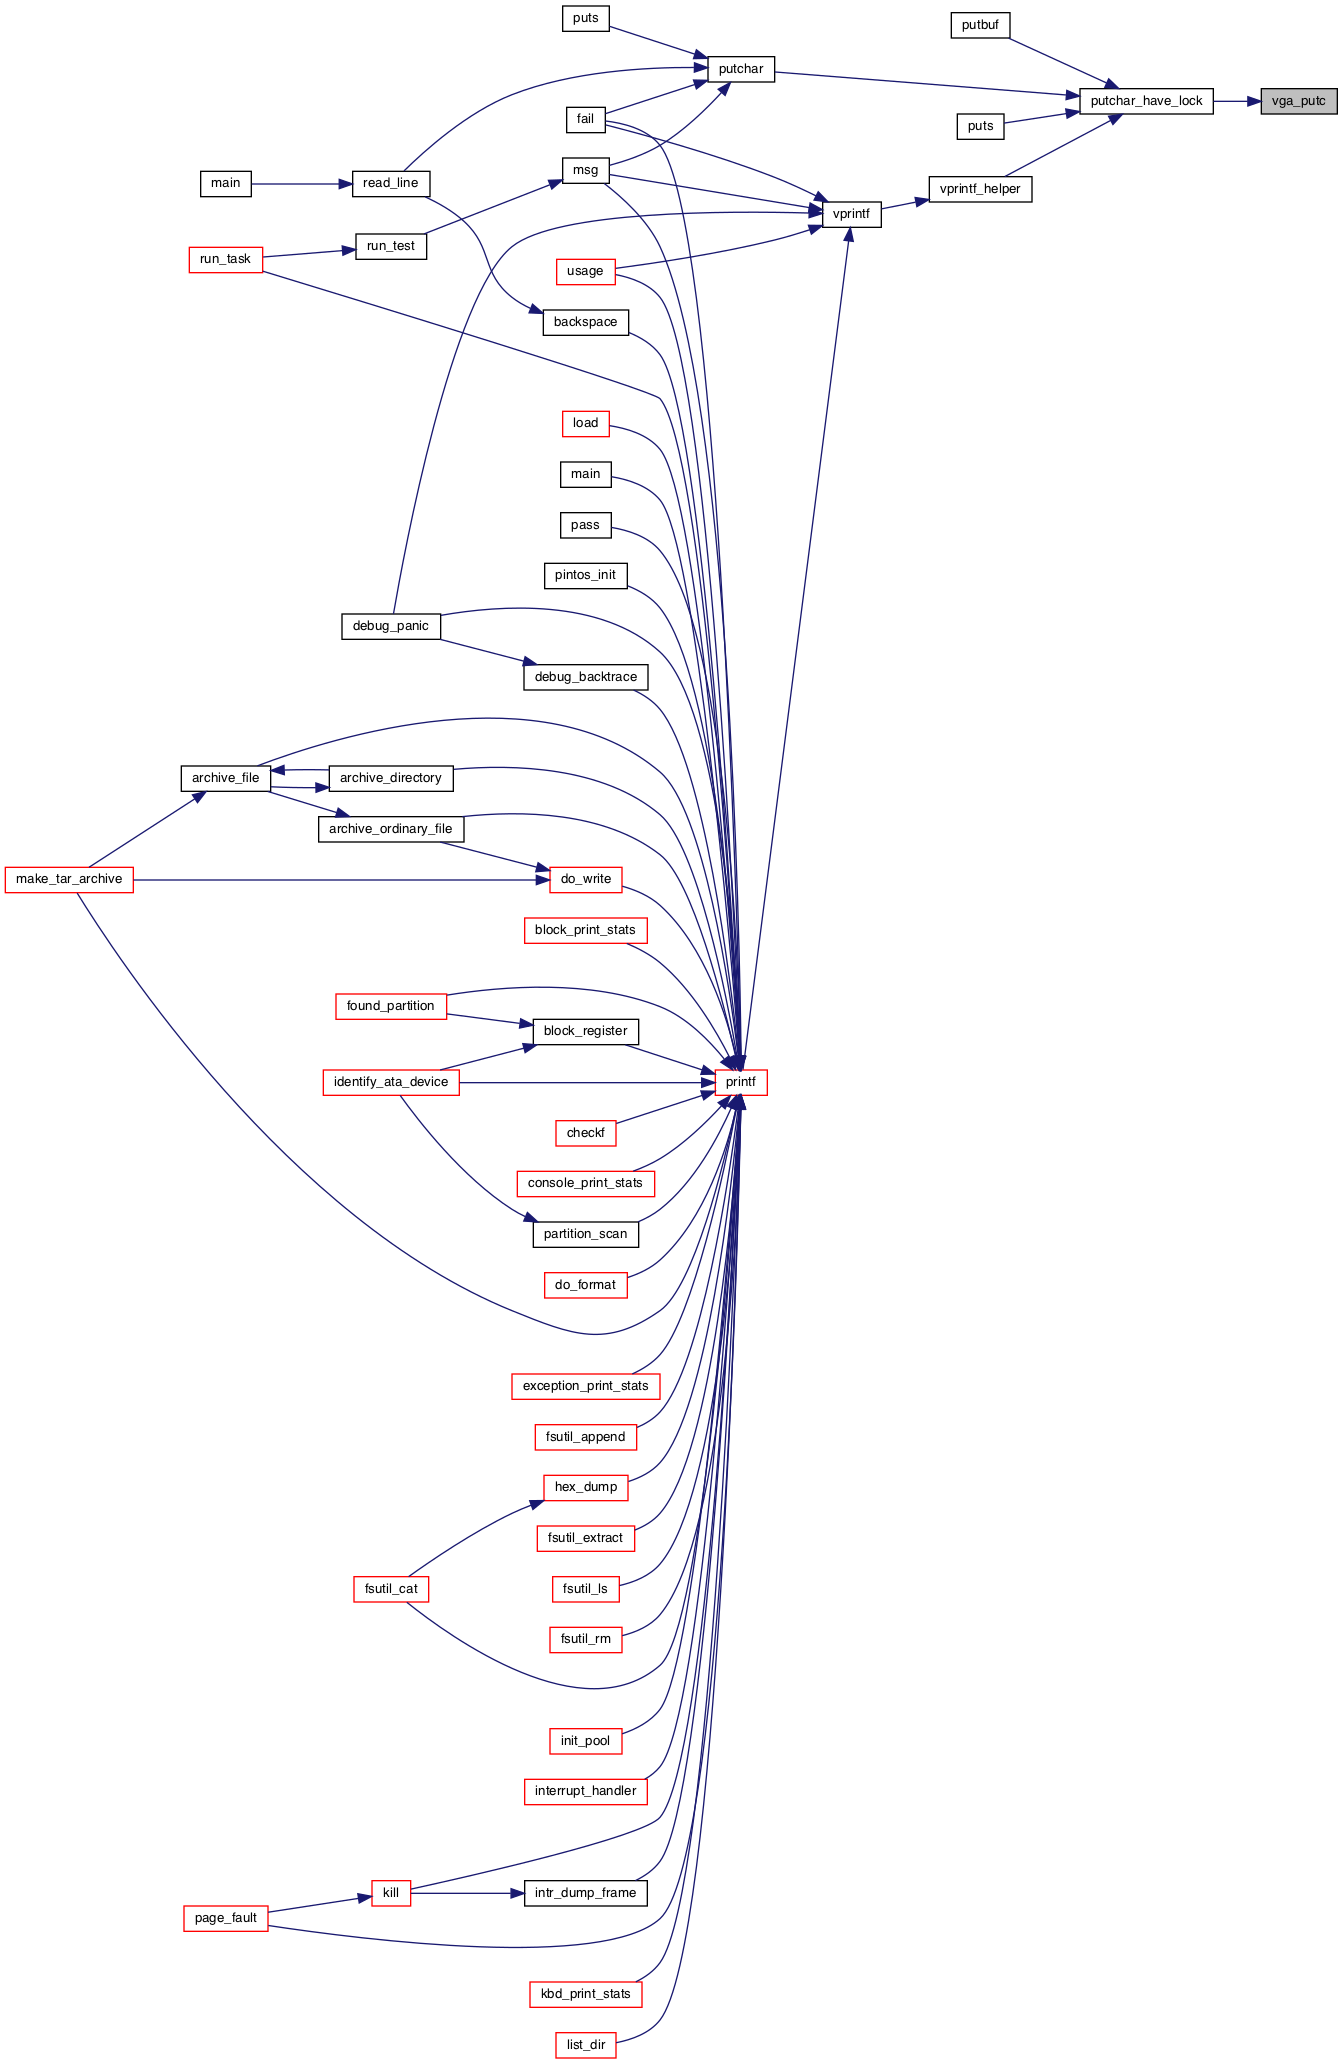 puts
putbuf
putchar
putchar_have_lock
vga_putc
fail
puts
msg
main
read_line
vprintf_helper
vprintf
run_test
run_task
usage
backspace
load
main
pass
pintos_init
debug_panic
debug_backtrace
archive_file
archive_directory
archive_ordinary_file
make_tar_archive
do_write
block_print_stats
found_partition
block_register
identify_ata_device
printf
checkf
console_print_stats
partition_scan
do_format
exception_print_stats
fsutil_append
hex_dump
fsutil_extract
fsutil_cat
fsutil_ls
fsutil_rm
init_pool
interrupt_handler
kill
intr_dump_frame
page_fault
kbd_print_stats
list_dir